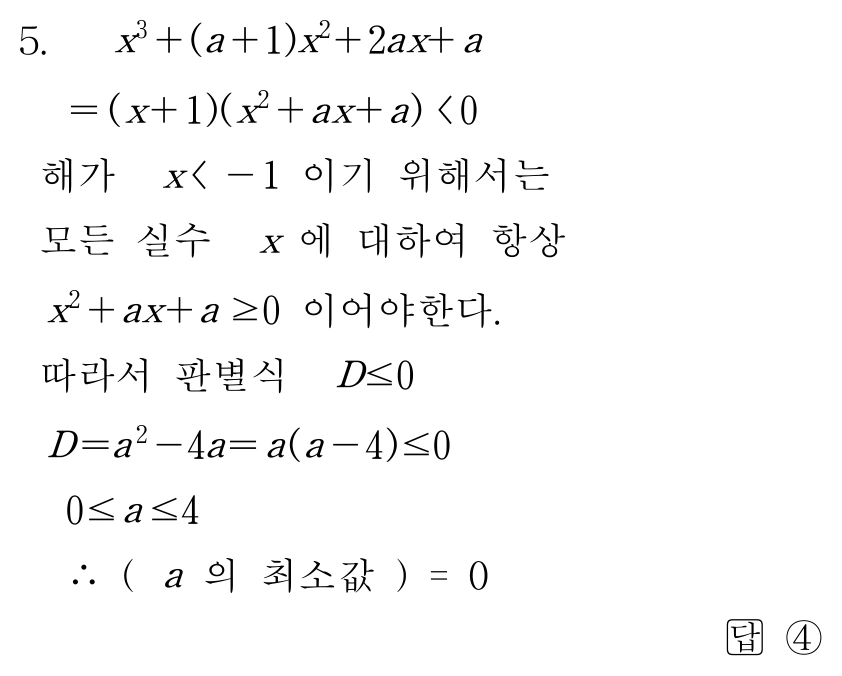 5. x³+(a+1)x²+2ax+a
=(x+1)(x²+ax+a)<0
해가 x< -1 이기 위해서는
모든 실수 x 에 대하여 항상
x²+ax+a ≥0 이어야한다.
따라서 판별식 D≤0
D=a²-4a=a(a-4)≤0
0≤a≤4
∴ ( a 의 최소값 ) = 0
답 ④